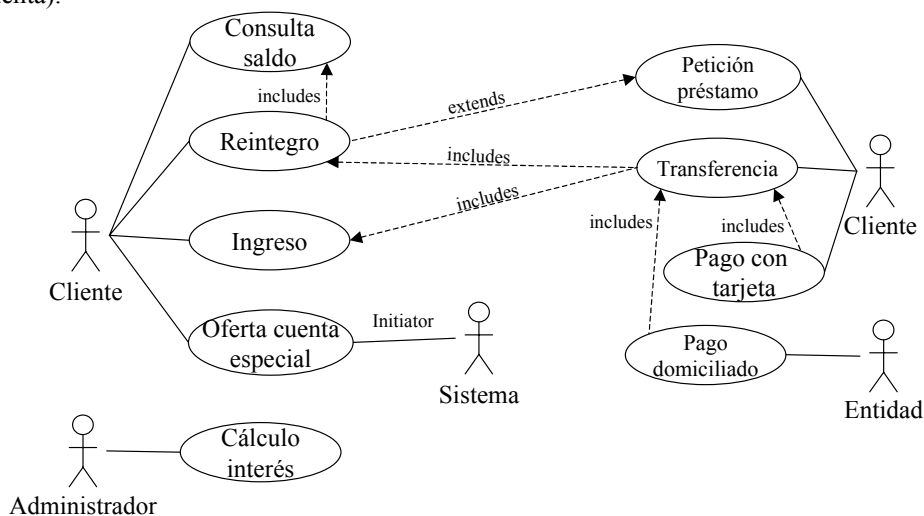 enta).
Consulta
saldo
includes
Reintegro
extends
includes
includes
Petición
préstamo
Transferencia
includes
includes
Cliente
Cliente
Ingreso
Pago con
tarjeta
Oferta cuenta
especial
Initiator
Sistema
Pago
domiciliado
Entidad
Cálculo
interés
Administrador